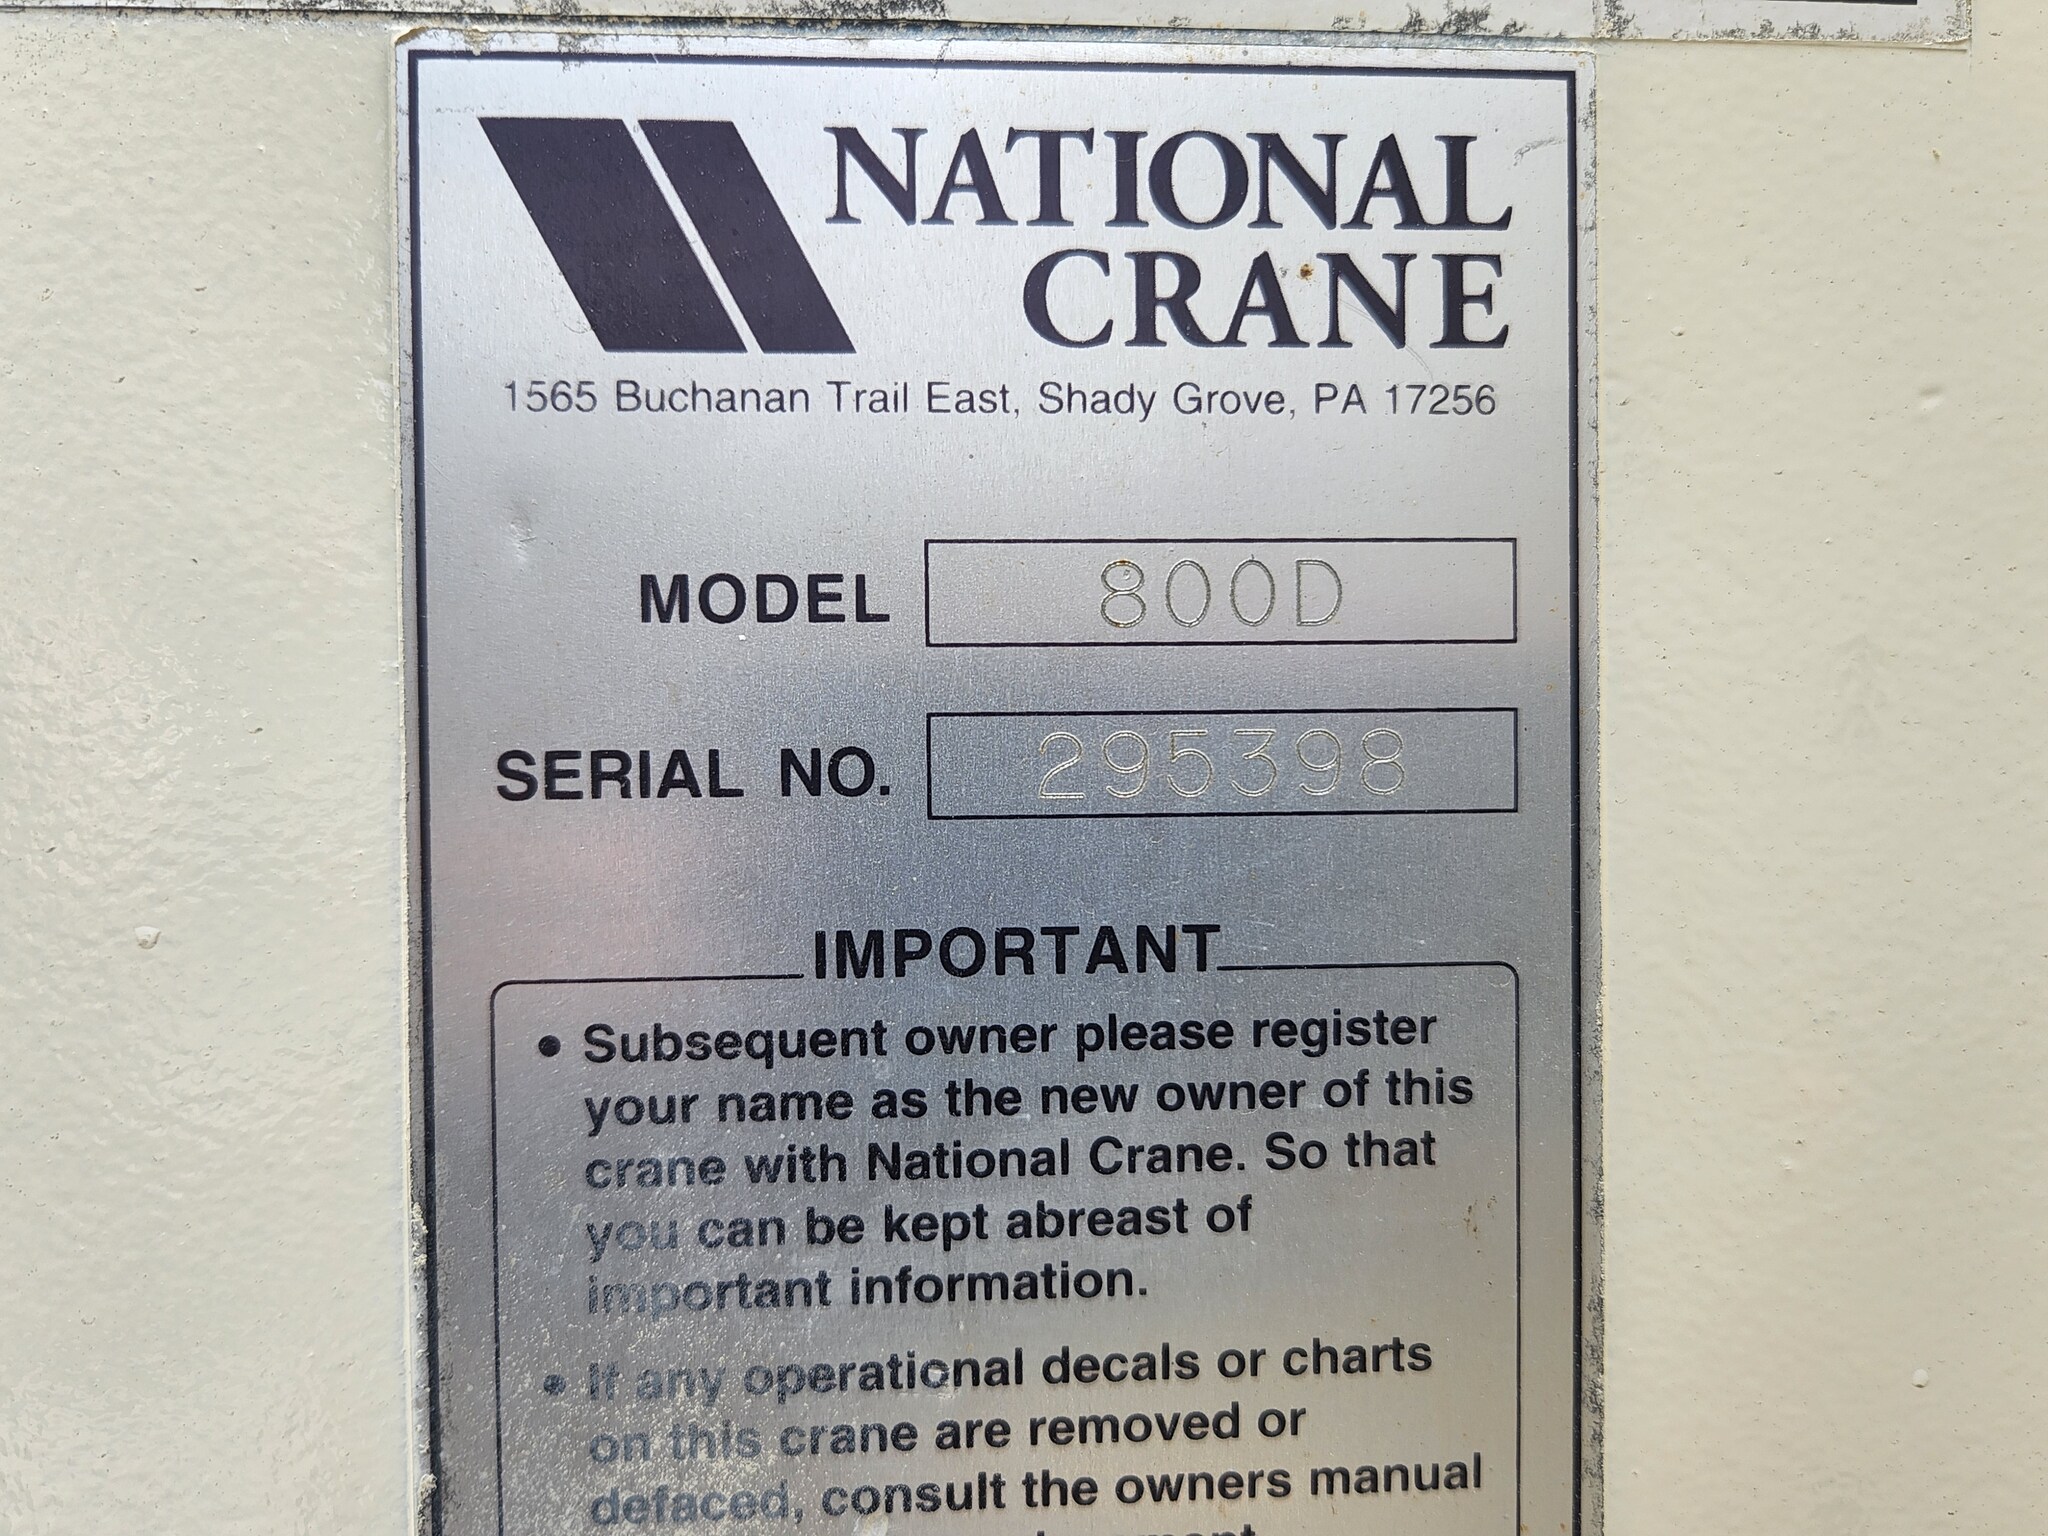 NATIONAL
CRANE
1565 Buchanan Trail East, Shady Grove, PA 17256
MODEL 800D
SERIAL NO. 295398
IMPORTANT
• Subsequent owner please register
your name as the new owner of this
crane with National Crane. So that
you can be kept abreast of
important information.
• If any operational decals or charts
on this crane are removed or
defaced, consult the owners manual